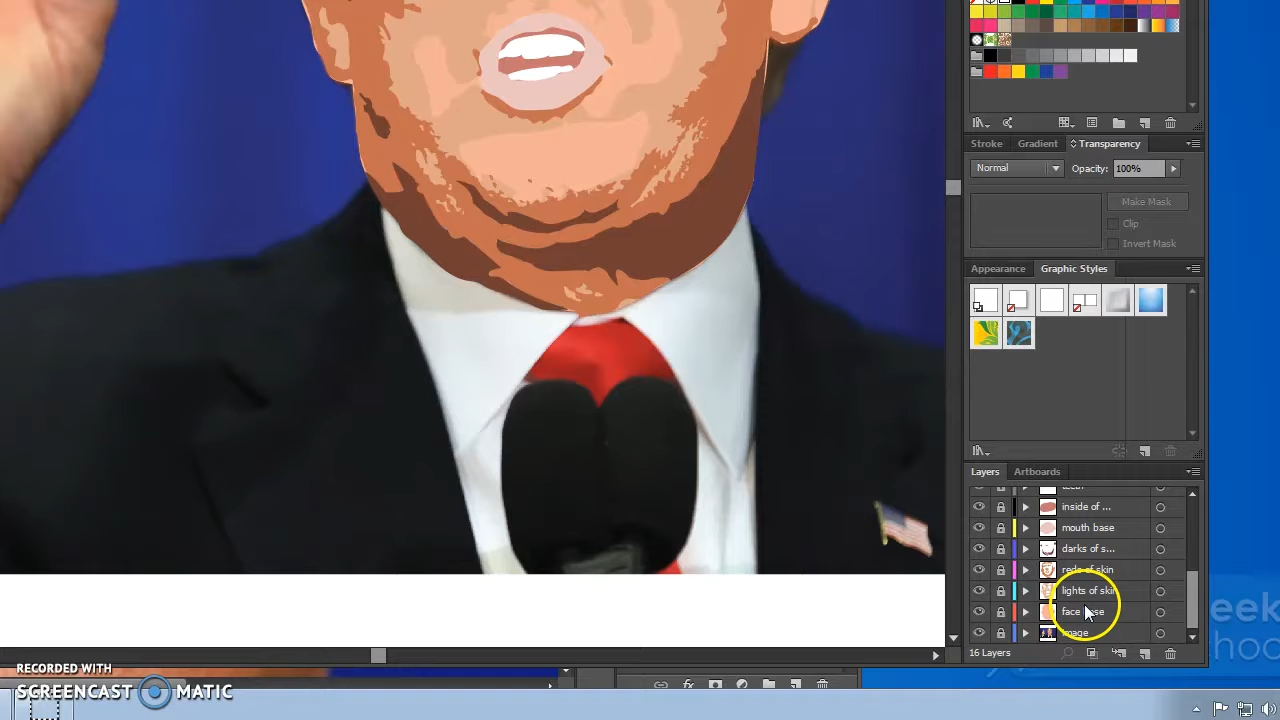 Stroke Gradient Transparency
Normal Opacity: 100%
Make Mask
Clip
Invert Mask
Appearance Graphic Styles
Layers Artboards
teeth
inside of ...
mouth base
darks of s...
reds of skin
lights of skin
face base
image
16 Layers
RECORDED WITH
SCREENCAST MATIC